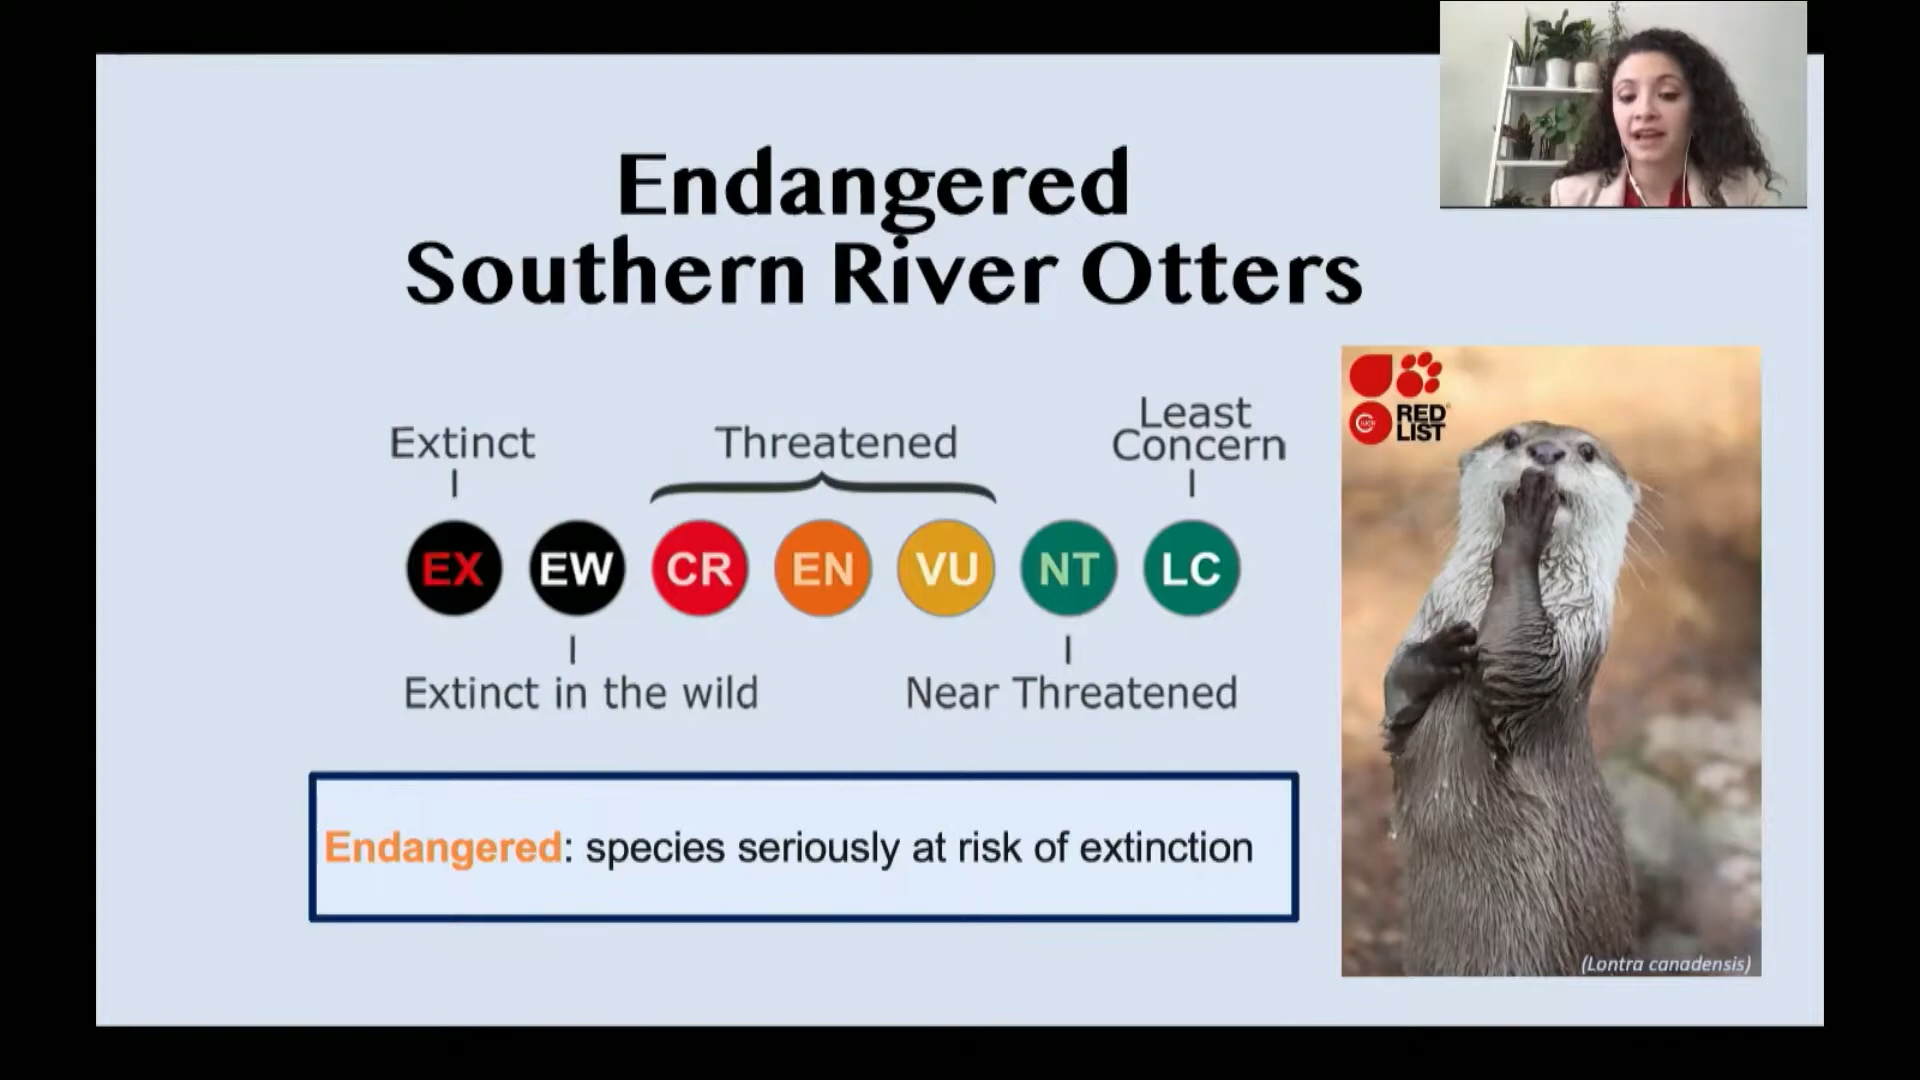 Endangered
Southern River Otters
Extinct
Threatened
Least
Concern
EX
EW
CR
EN
VU
NT
LC
Extinct in the wild
Near Threatened
Endangered: species seriously at risk of extinction
RED
LIST
(Lontra canadensis)